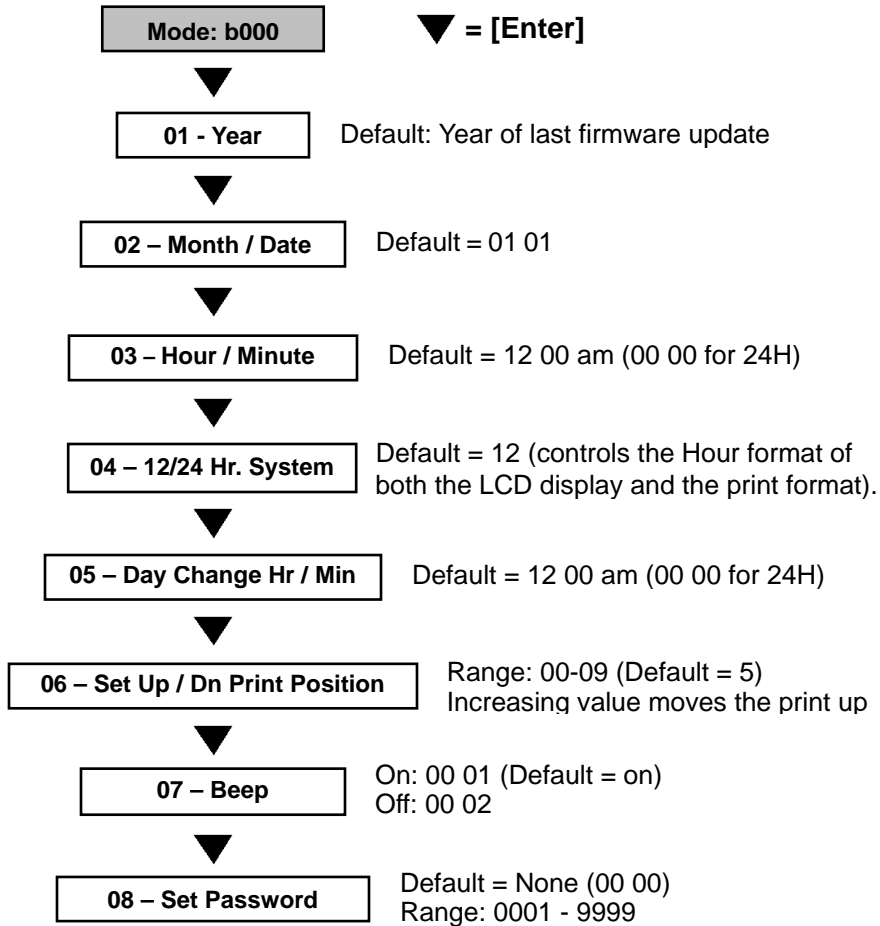 Mode: b000
▼ = [Enter]
01 - Year
Default: Year of last firmware update
02 – Month / Date
Default = 01 01
03 – Hour / Minute
Default = 12 00 am (00 00 for 24H)
04 – 12/24 Hr. System
Default = 12 (controls the Hour format of
both the LCD display and the print format).
05 – Day Change Hr / Min
Default = 12 00 am (00 00 for 24H)
06 – Set Up / Dn Print Position
Range: 00-09 (Default = 5)
Increasing value moves the print up
07 – Beep
On: 00 01 (Default = on)
Off: 00 02
08 – Set Password
Default = None (00 00)
Range: 0001 - 9999